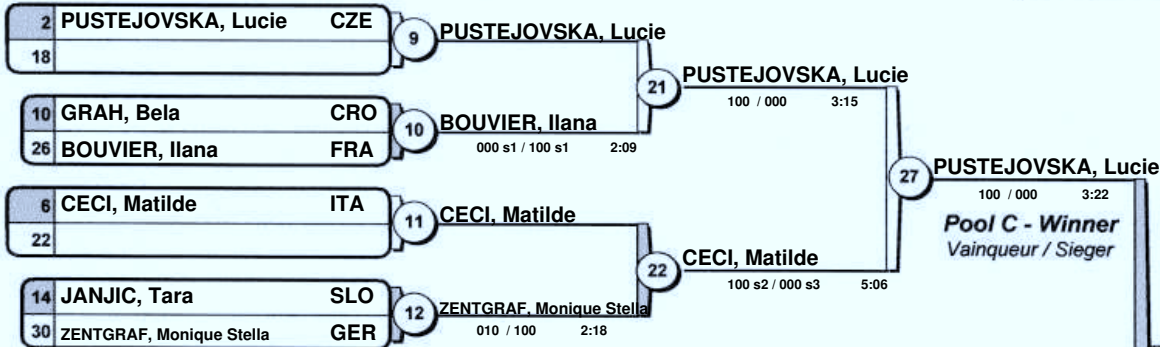 2 PUSTEJOVSKA, Lucie CZE
18
9
PUSTEJOVSKA, Lucie
10 GRAH, Bela CRO
26 BOUVIER, Ilana FRA
10
BOUVIER, Ilana
000 s1 / 100 s1 2:09
21
PUSTEJOVSKA, Lucie
100 / 000 3:15
6 CECI, Matilde ITA
22
11
CECI, Matilde
14 JANJIC, Tara SLO
30 ZENTGRAF, Monique Stella GER
12
ZENTGRAF, Monique Stella
010 / 100 2:18
22
CECI, Matilde
100 s2 / 000 s3 5:06
27
PUSTEJOVSKA, Lucie
100 / 000 3:22
Pool C - Winner
Vainqueur / Sieger